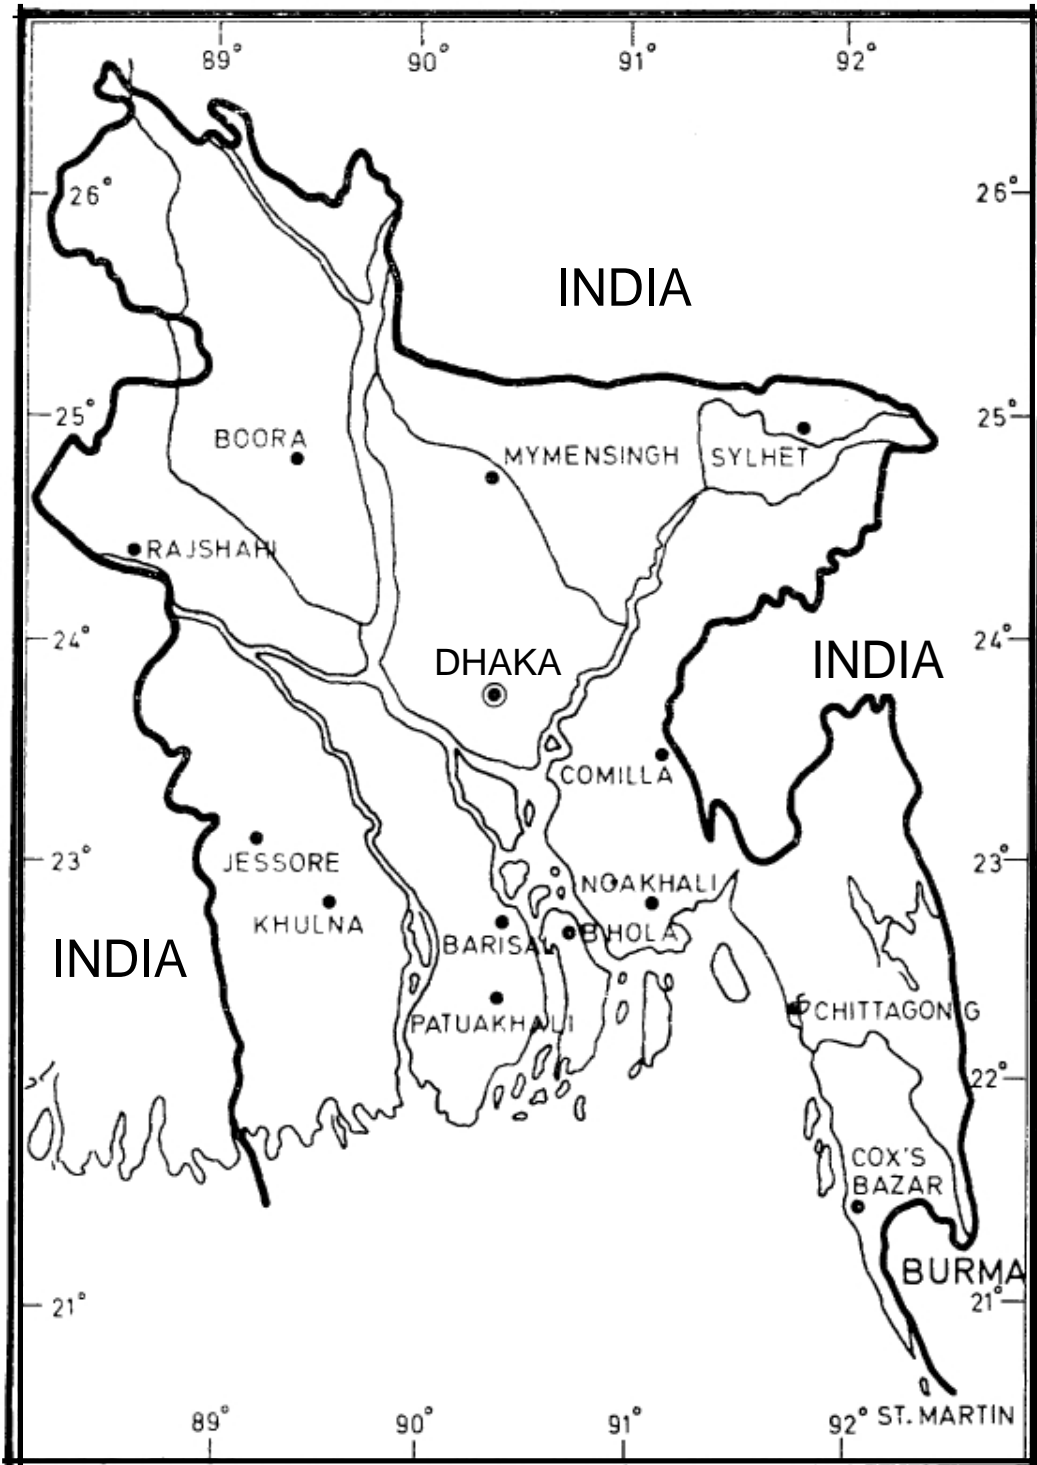 89° 90° 91° 92°
26° 26°
INDIA
25° 25°
BOORA
MYMENSINGH SYLHET
RAJSHAHI
24° 24°
DHAKA INDIA
COMILLA
23° 23°
JESSORE
NOAKHALI
KHULNA
BARISAL BHOLA
INDIA
PATUAKHALI CHITTAGONG
22°
COX'S
BAZAR
BURMA
21° 21°
89° 90° 91° 92° ST. MARTIN